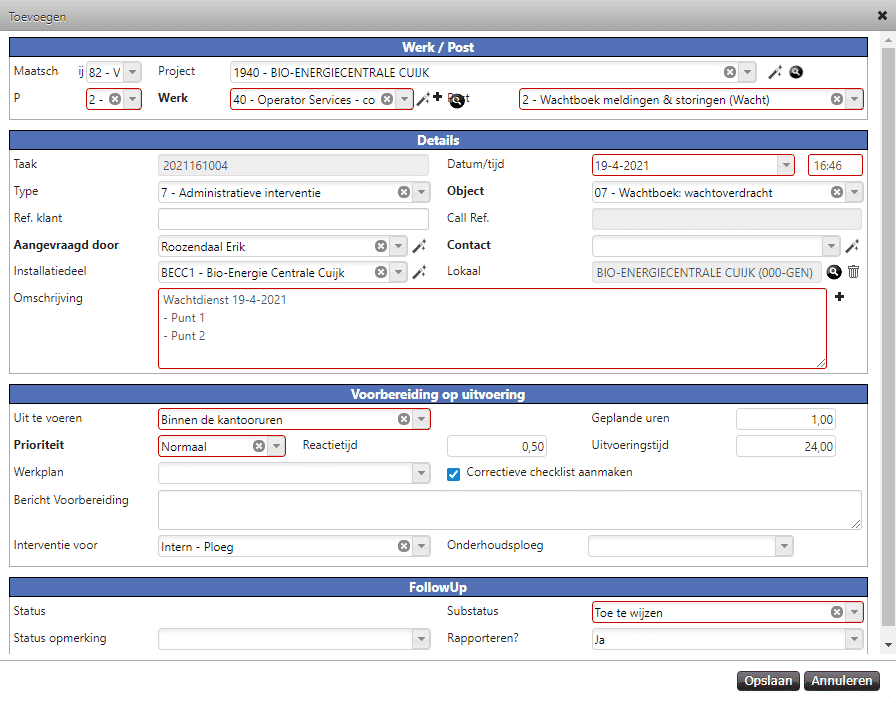 Toevoegen
Werk / Post
Maatsch ij 82 - V Project 1940 - BIO-ENERGIECENTRALE CUIJK
P 2 - Werk 40 - Operator Services - co 2 - Wachtboek meldingen & storingen (Wacht)
Details
Taak 2021161004 Datum/tijd 19-4-2021 16:46
Type 7 - Administratieve interventie Object 07 - Wachtboek: wachtoverdracht
Ref. klant Call Ref.
Aangevraagd door Roozendaal Erik Contact
Installatiedeel BECC1 - Bio-Energie Centrale Cuijk Lokaal BIO-ENERGIECENTRALE CUIJK (000-GEN)
Omschrijving Wachtdienst 19-4-2021
- Punt 1
- Punt 2
Voorbereiding op uitvoering
Uit te voeren Binnen de kantooruren Geplande uren 1,00
Prioriteit Normaal Reactietijd 0,50 Uitvoeringstijd 24,00
Werkplan Correctieve checklist aanmaken
Bericht Voorbereiding
Interventie voor Intern - Ploeg Onderhoudsploeg
FollowUp
Status Substatus Toe te wijzen
Status opmerking Rapporteren? Ja
Opslaan Annuleren